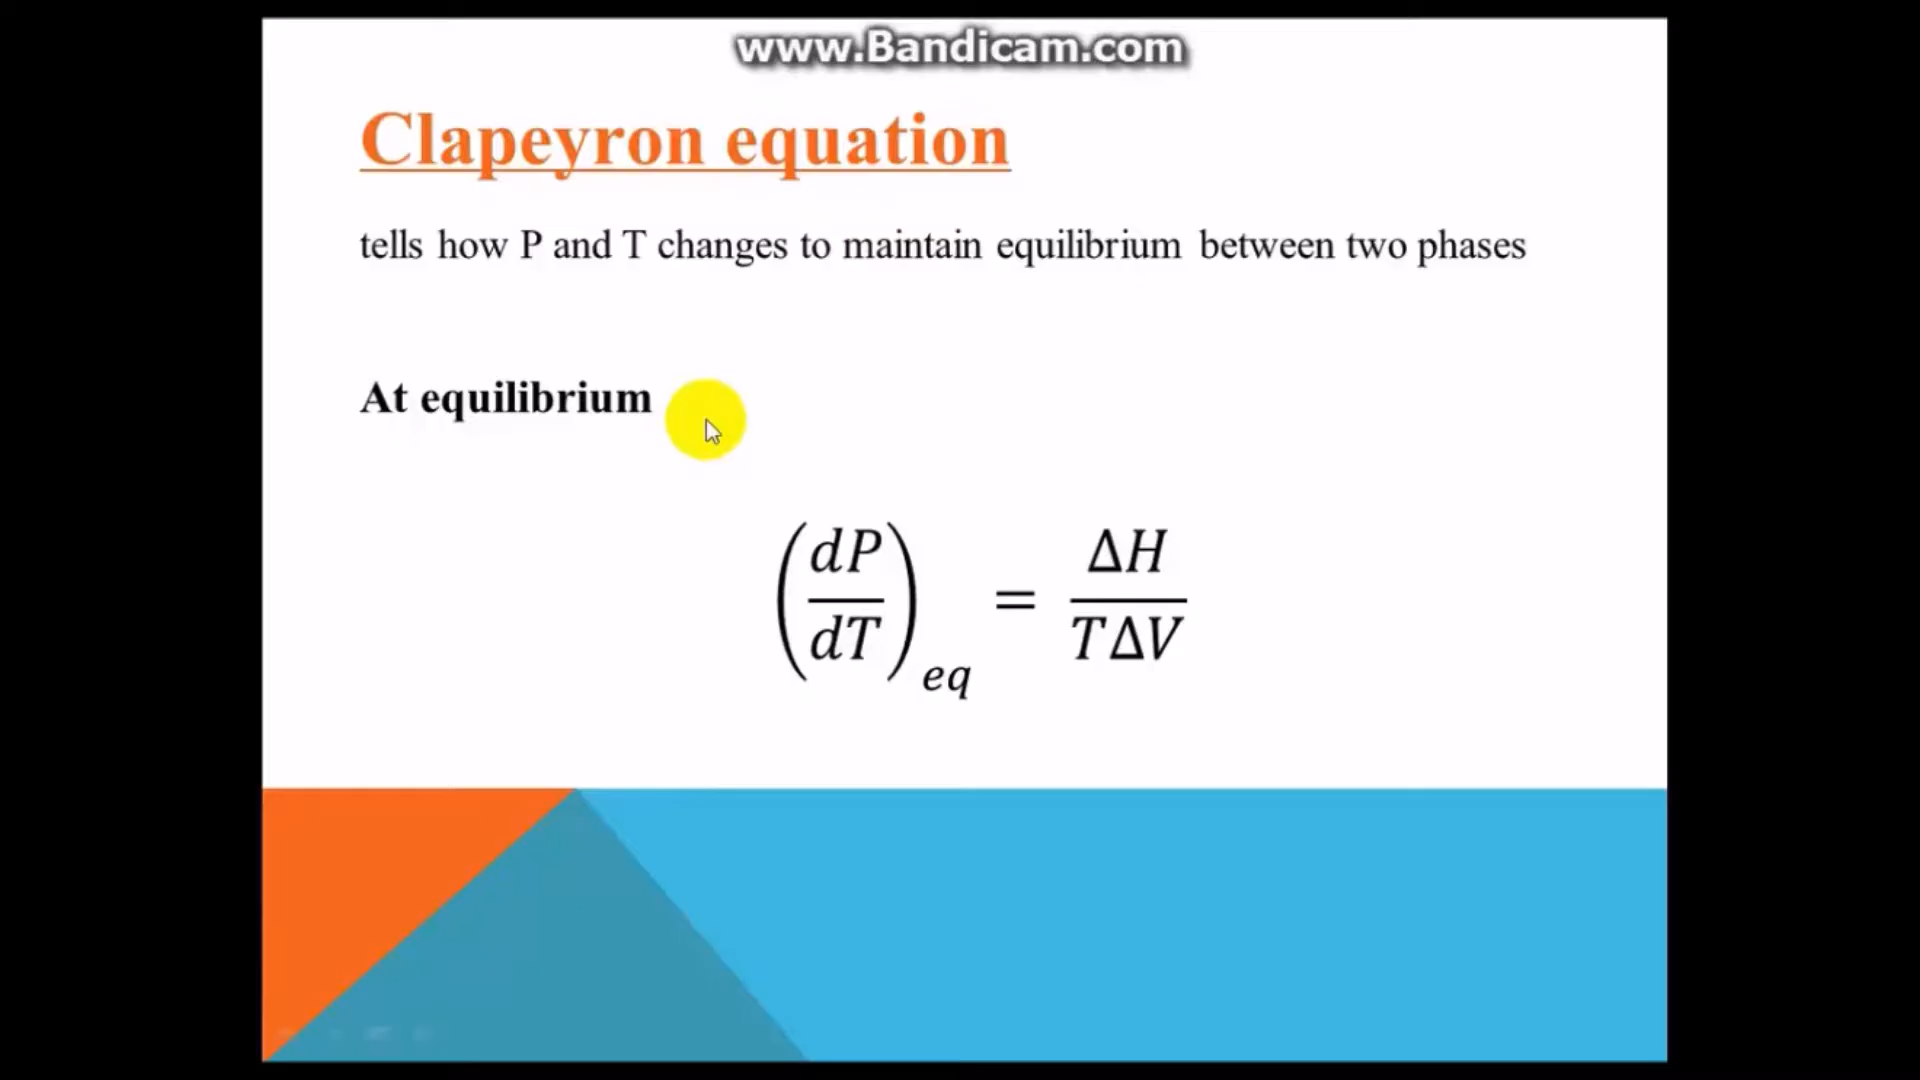 www.Bandicam.com
Clapeyron equation
tells how P and T changes to maintain equilibrium between two phases
At equilibrium
(dP/dT)eq = ΔH/TΔV